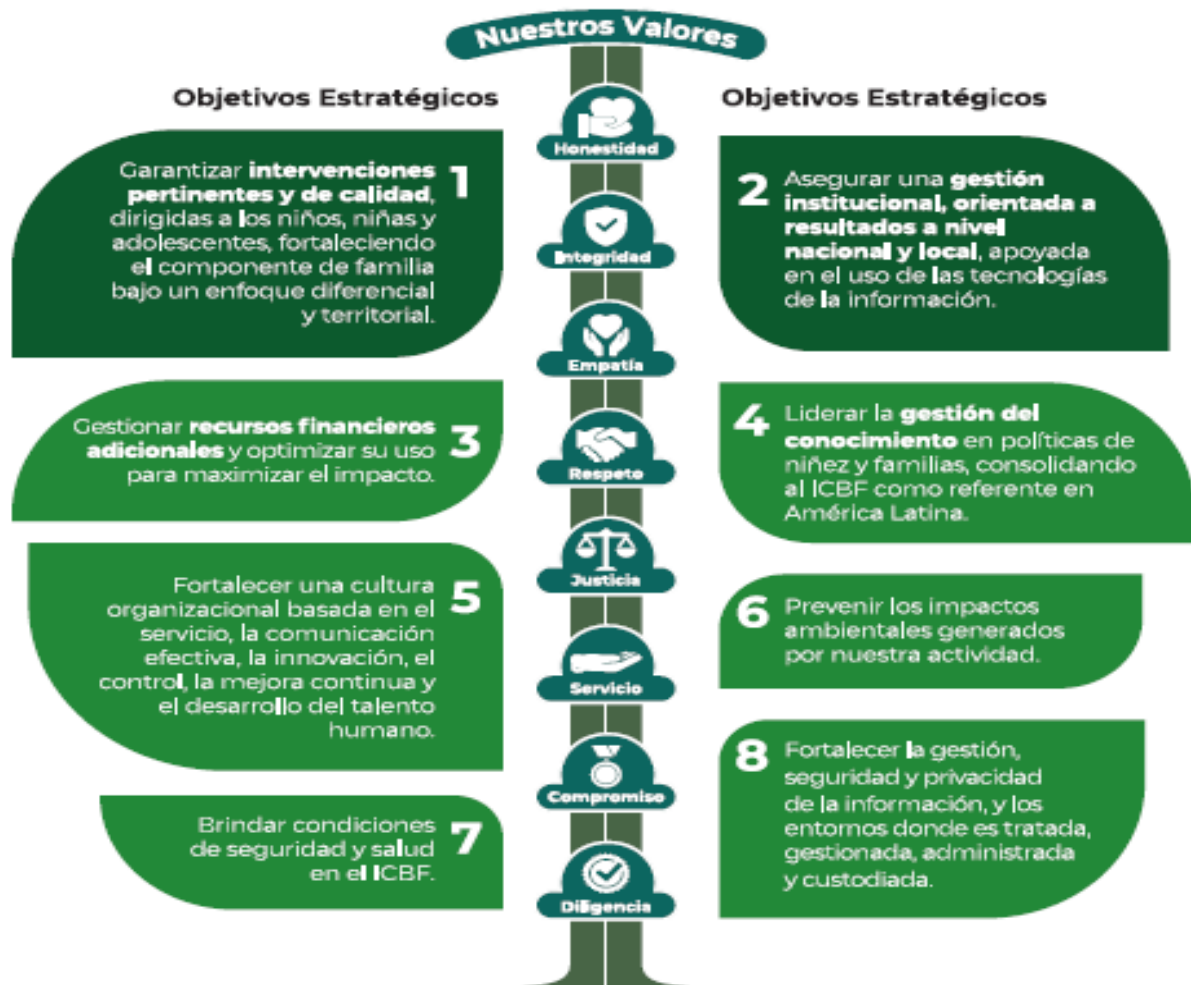 Nuestros Valores
Objetivos Estratégicos
1
Garantizar intervenciones
pertinentes y de calidad,
dirigidas a los niños, niñas y
adolescentes, fortaleciendo
el componente de familia
bajo un enfoque diferencial
y territorial.
3
Gestionar recursos financieros
adicionales y optimizar su uso
para maximizar el impacto.
5
Fortalecer una cultura
organizacional basada en el
servicio, la comunicación
efectiva, la innovación, el
control, la mejora continua y
el desarrollo del talento
humano.
7
Brindar condiciones
de seguridad y salud
en el ICBF.
Honestidad
Integridad
Empatía
Respeto
Justicia
Servicio
Compromiso
Diligencia
Objetivos Estratégicos
2
Asegurar una gestión
institucional, orientada a
resultados a nivel
nacional y local, apoyada
en el uso de las tecnologías
de la información.
4
Liderar la gestión del
conocimiento en políticas de
niñez y familias, consolidando
al ICBF como referente en
América Latina.
6
Prevenir los impactos
ambientales generados
por nuestra actividad.
8
Fortalecer la gestión,
seguridad y privacidad
de la información, y los
entornos donde es tratada,
gestionada, administrada
y custodiada.